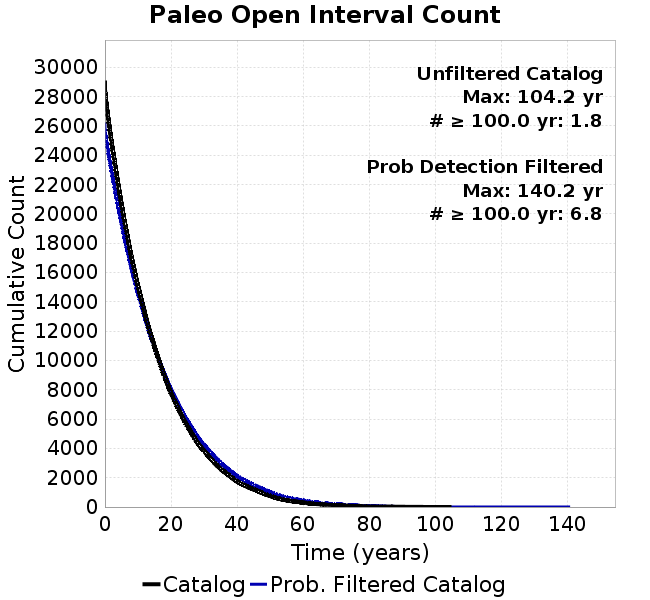 Paleo Open Interval Count
Unfiltered Catalog
Max: 104.2 yr
# ≥ 100.0 yr: 1.8
Prob Detection Filtered
Max: 140.2 yr
# ≥ 100.0 yr: 6.8
Cumulative Count
30000
28000
26000
24000
22000
20000
18000
16000
14000
12000
10000
8000
6000
4000
2000
0
0 20 40 60 80 100 120 140
Time (years)
Catalog Prob. Filtered Catalog